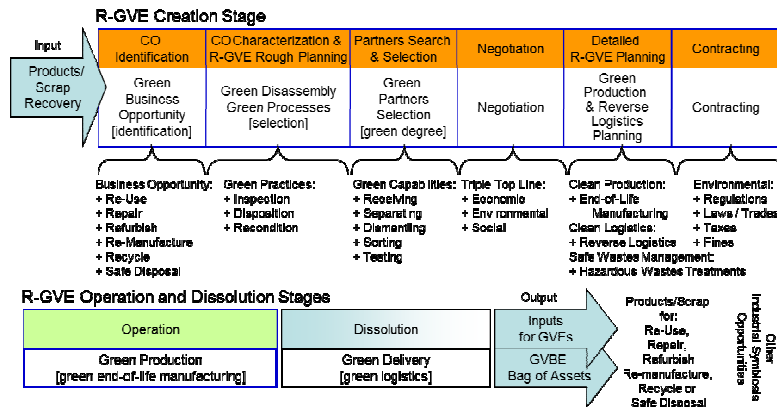 R-GVE Creation Stage
Input
Products/
Scrap
Recovery
CO
Identification
CO Characterization &
R-GVE Rough Planning
Partners Search
& Selection
Negotiation
Detailed
R-GVE Planning
Contracting
Green
Business
Opportunity
[identification]
Green Disassembly
Green Processes
[selection]
Green
Partners
Selection
[green degree]
Negotiation
Green
Production
& Reverse
Logistics
Planning
Contracting
Business Opportunity:
+ Re-Use
+ Repair
+ Refurbish
+ Re-Manufacture
+ Recycle
+ Safe Disposal
Green Practices:
+ Inspection
+ Disposition
+ Recondition
Green Capabilities:
+ Receiving
+ Separating
+ Dismentling
+ Sorting
+ Testing
Triple Top Line:
+ Economic
+ Environmental
+ Social
Clean Production:
+ End-of-Life
Manufacturing
Clean Logistics:
+ Reverse Logistics
Safe Wastes Management:
+ Hazardous Wastes Treatments
Environmental:
+ Regulations
+ Laws / Trades
+ Taxes
+ Fines
R-GVE Operation and Dissolution Stages
Operation
Dissolution
Green Production
[green end-of-life manufacturing]
Green Delivery
[green logistics]
Output
Inputs
for GVEs
GVBE
Bag of Assets
Products/Scrap
for:
Re-Use,
Repair,
Refurbish
Re-manufacture,
Recycle or
Safe Disposal
Other
Industrial Symbiosis
Opportunities